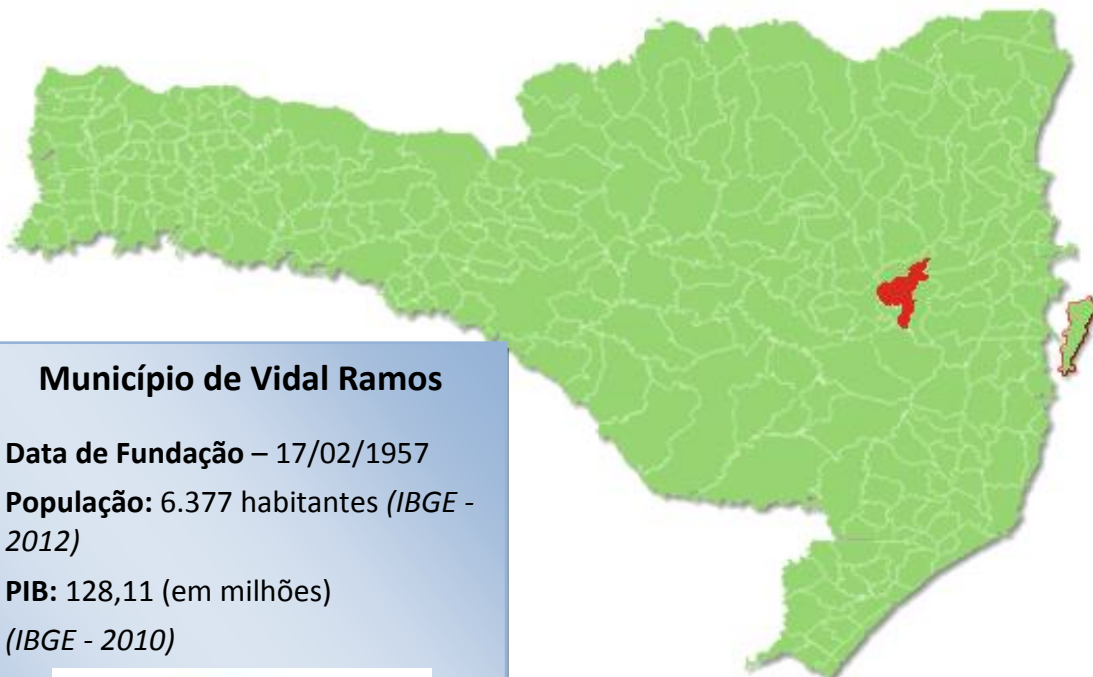 Município de Vidal Ramos
Data de Fundação – 17/02/1957
População: 6.377 habitantes (IBGE -
2012)
PIB: 128,11 (em milhões)
(IBGE - 2010)